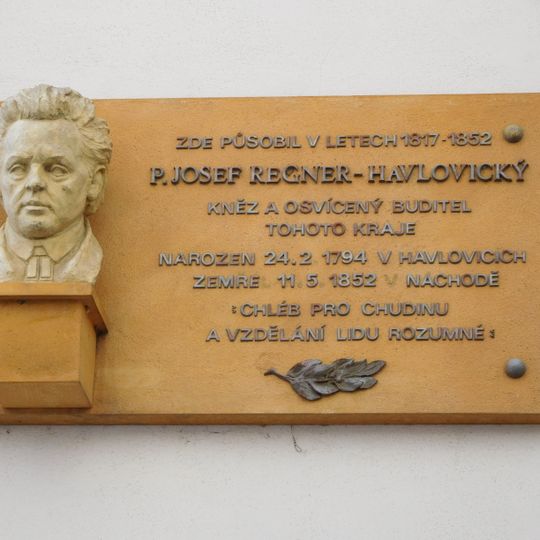 ZDE PŮSOBIL V LETECH 1817-1852
P. JOSEF REGNER-HAVLOVICKÝ
KNĚZ A OSVÍCENÝ BUDITEL
TOHOTO KRAJE
NAROZEN 24. 2. 1794 V HAVLOVICÍCH
ZEMŘEL 11. 5. 1852 V NÁCHODĚ
"CHLÉB PRO CHUDINU
A VZDĚLÁNÍ LIDU ROZUMNÉ"